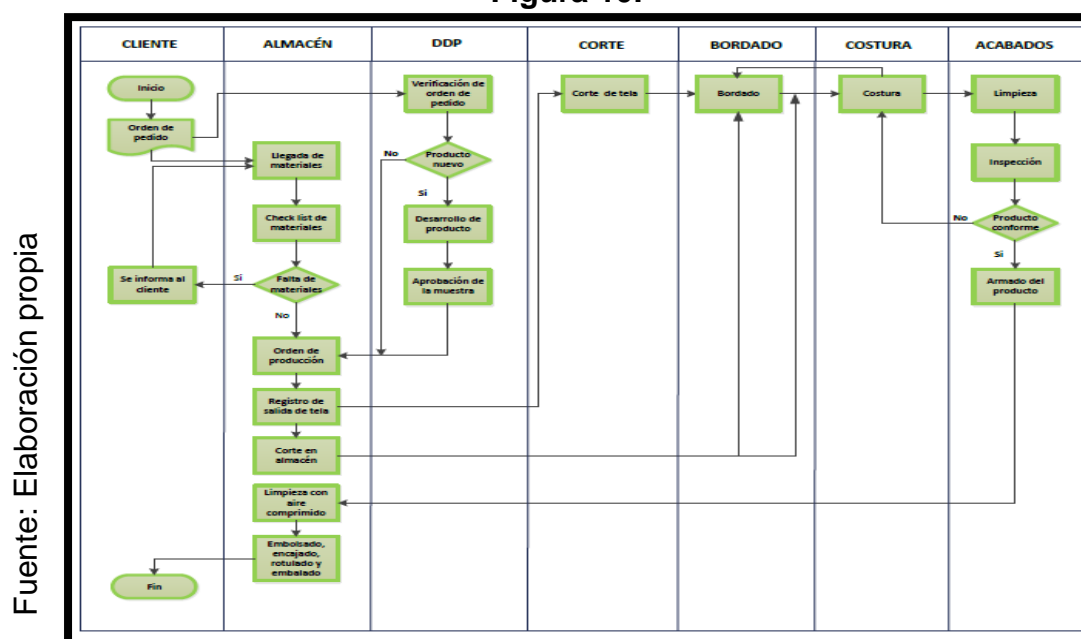 Figura 10.
CLIENTE
ALMACÉN
DDP
CORTE
BORDADO
COSTURA
ACABADOS
Inicio
Orden de
pedido
Se informa al
cliente
Fin
Llegada de
materiales
Check list de
materiales
Falta de
materiales
Sí
No
Orden de
producción
Registro de
salida de tela
Corte en
almacén
Limpieza con
aire
comprimido
Embolsado,
encajado,
rotulado y
embalado
Verificación de
orden de
pedido
Producto
nuevo
No
Si
Desarrollo de
producto
Aprobación de
la muestra
Corte de tela
Bordado
Costura
Limpieza
Inspección
Producto
conforme
No
Si
Armado del
producto
Fuente: Elaboración propia